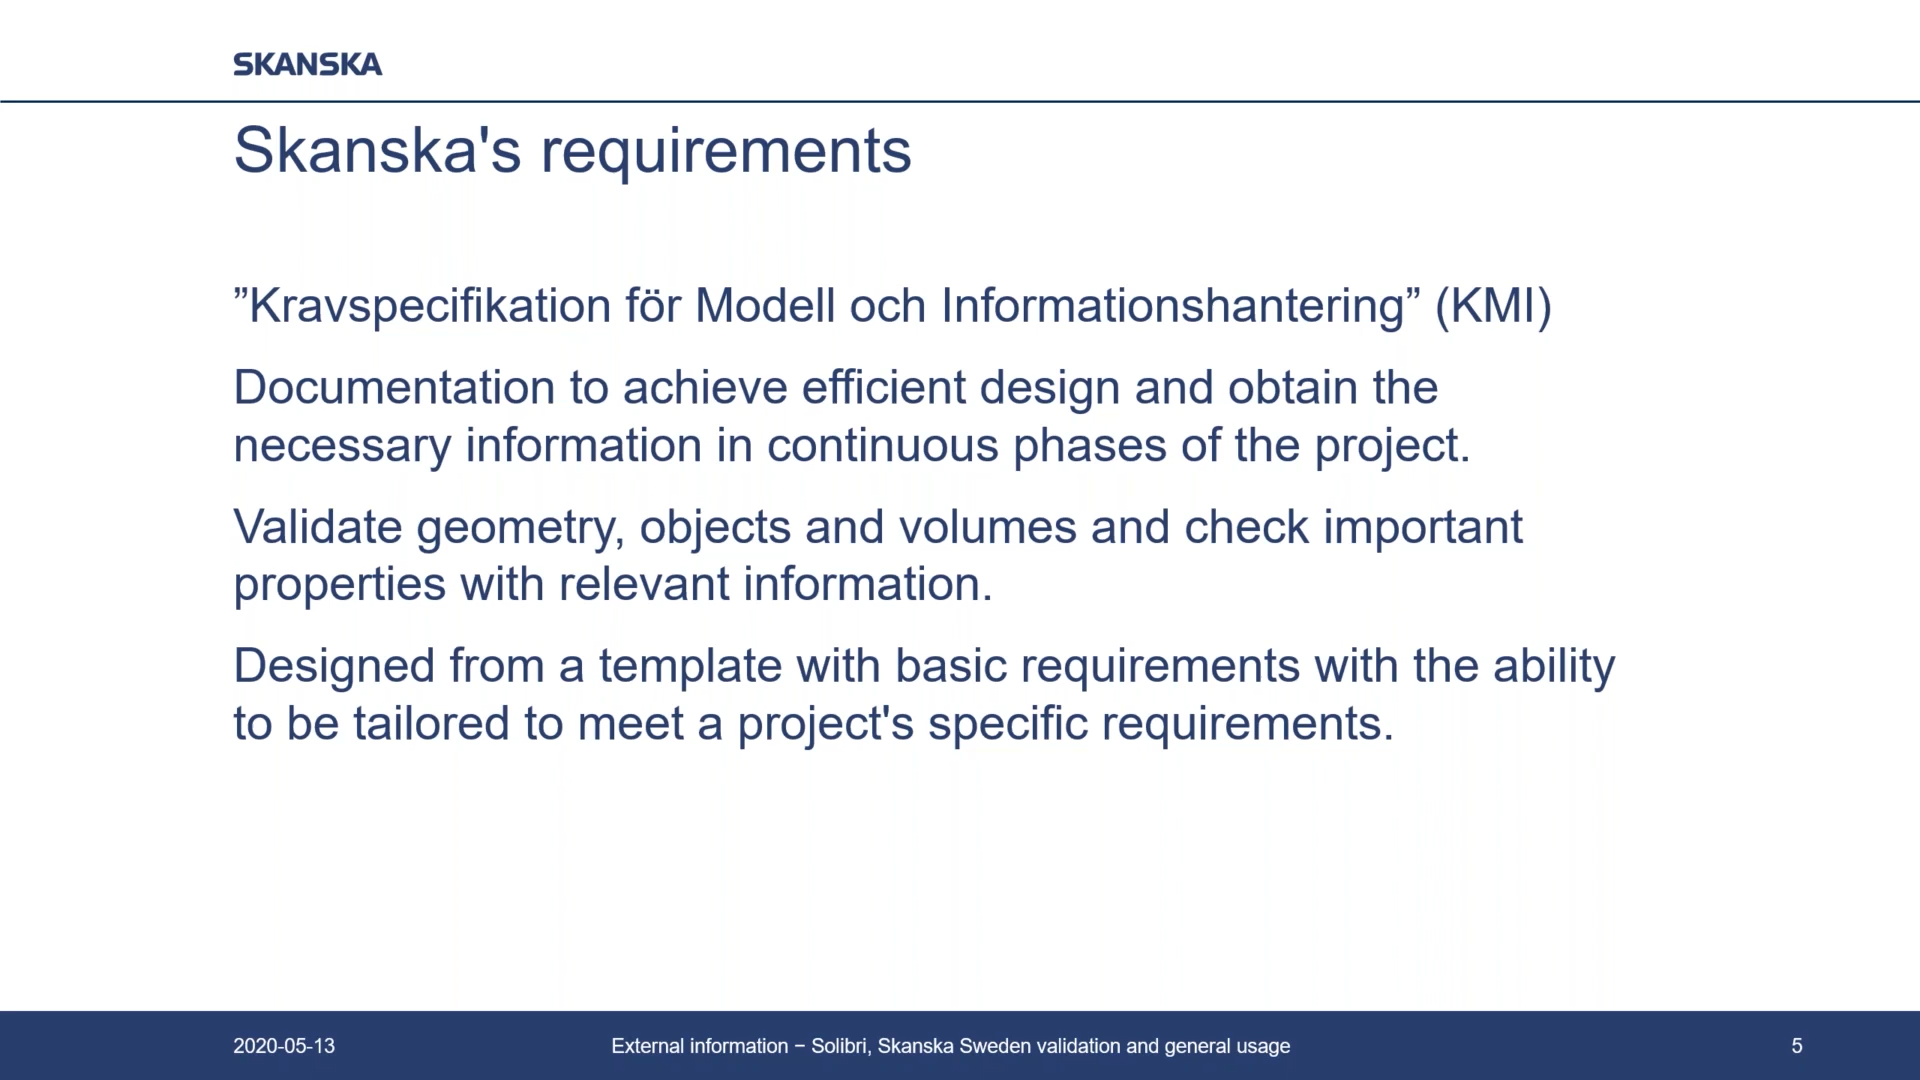 SKANSKA
Skanska's requirements
”Kravspecifikation för Modell och Informationshantering” (KMI)
Documentation to achieve efficient design and obtain the
necessary information in continuous phases of the project.
Validate geometry, objects and volumes and check important
properties with relevant information.
Designed from a template with basic requirements with the ability
to be tailored to meet a project's specific requirements.
2020-05-13
External information − Solibri, Skanska Sweden validation and general usage
5